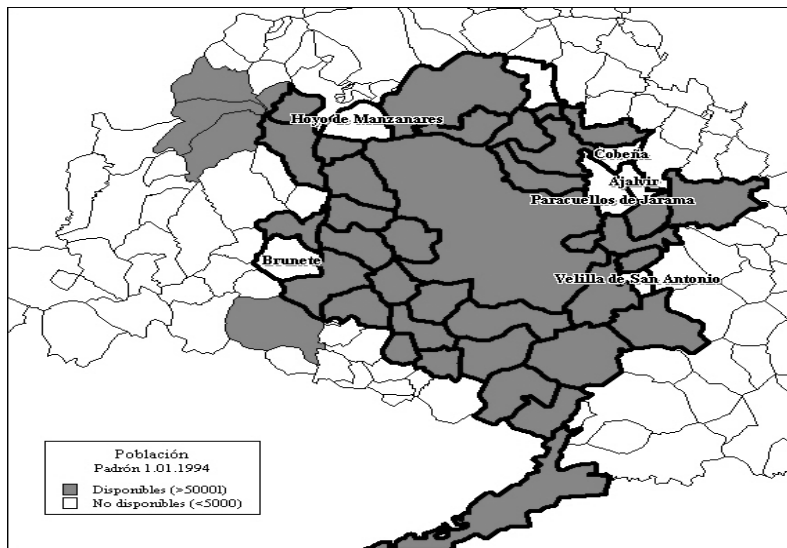 Hoyo de Manzanares
Cobeña
Ajalvir
Paracuellos de Jarama
Brunete
Velilla de San Antonio
Población
Padrón 1.01.1994
Disponibles (>5000l)
No disponibles (<5000)